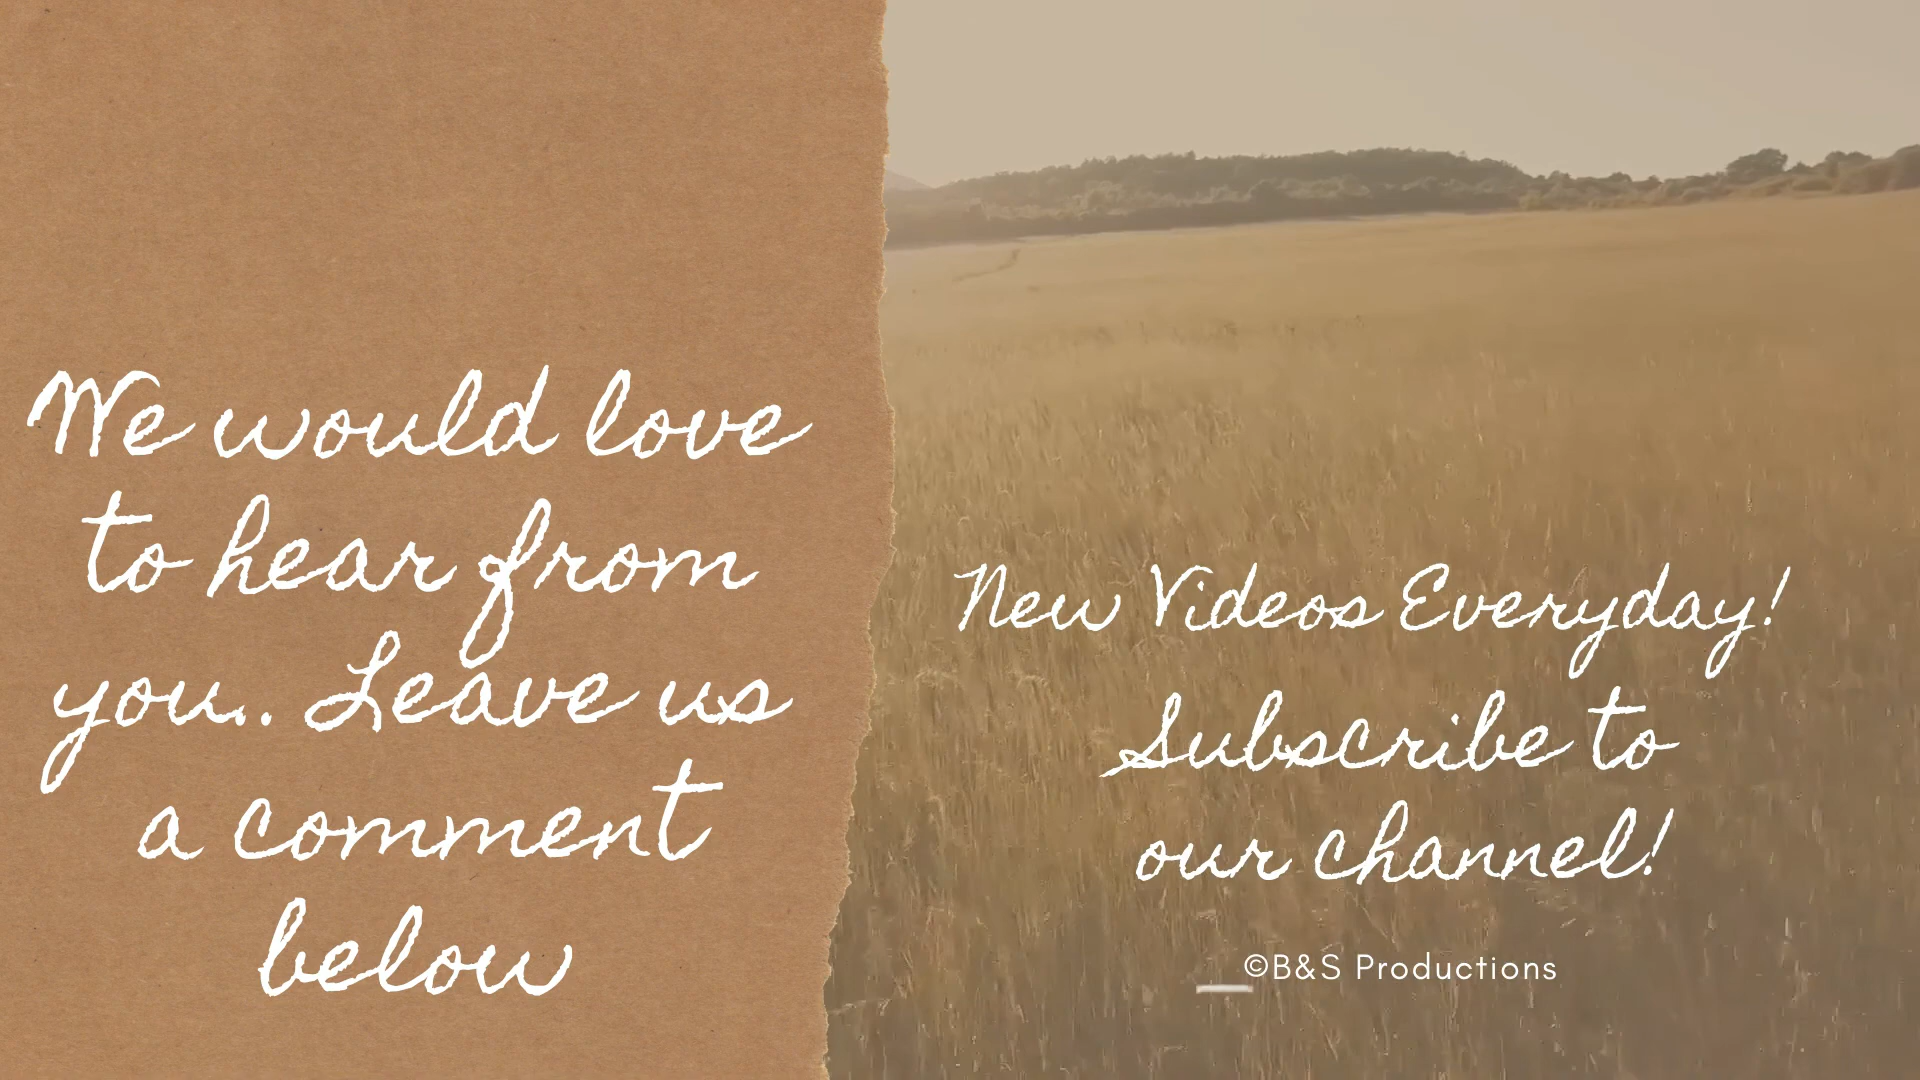 We would love
to hear from
you.. Leave us
a comment
below
New Videos Everyday!
Subscribe to
our channel!
©B&S Productions